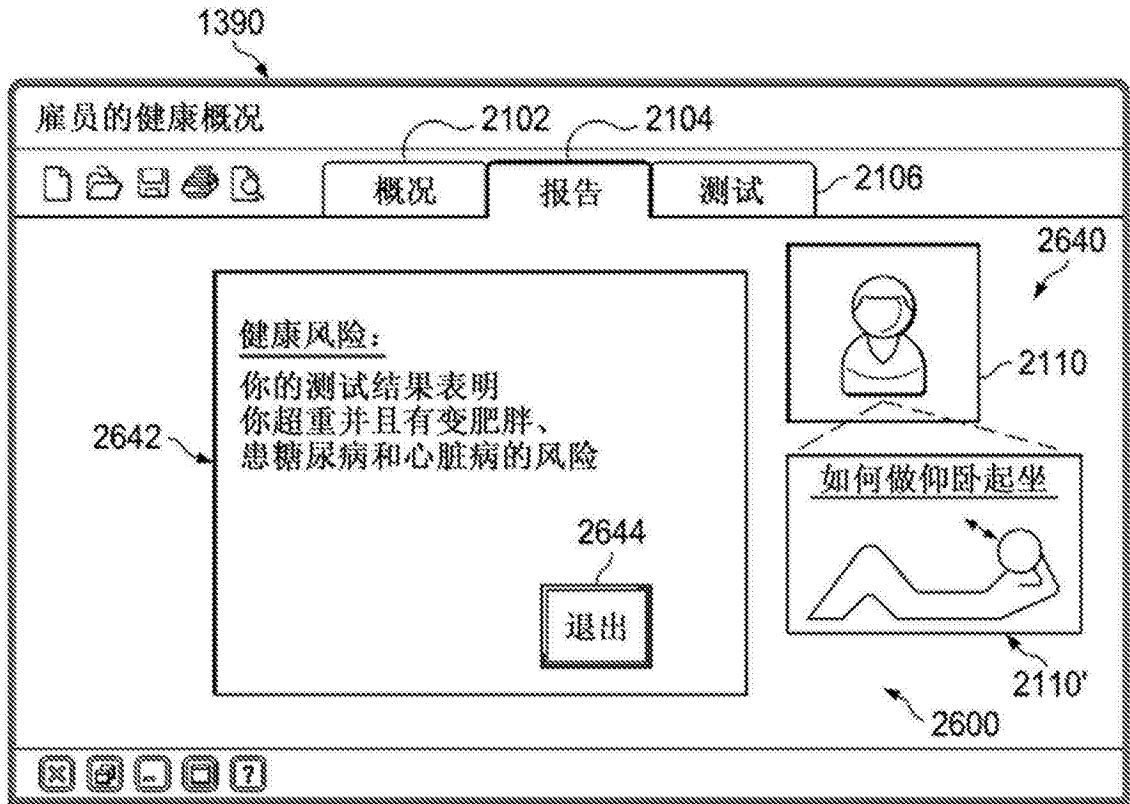 1390
雇员的健康概况
2102
2104
概况
报告
测试
2106
2640
健康风险：
你的测试结果表明
你超重并且有变肥胖、
患糖尿病和心脏病的风险
2642
2110
如何做仰卧起坐
2644
退出
2110'
2600
?